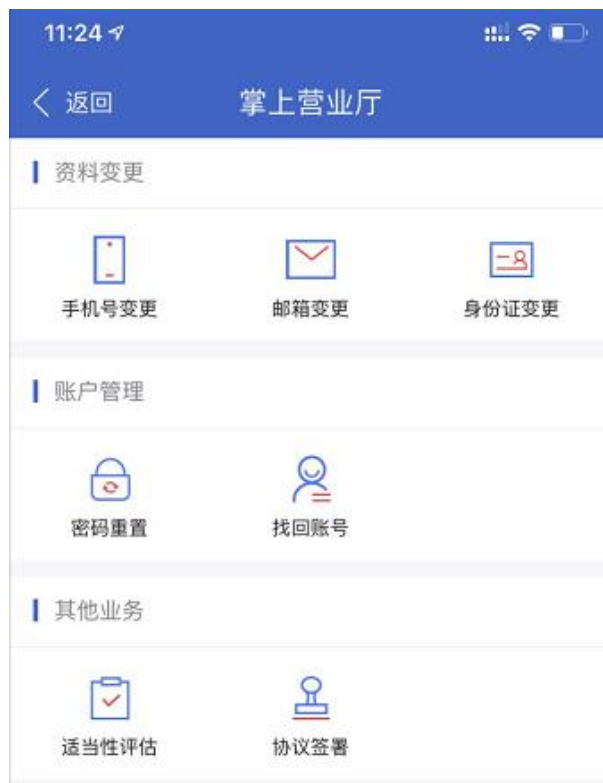 11:24
返回 掌上营业厅
资料变更
手机号变更 邮箱变更 身份证变更
账户管理
密码重置 找回账号
其他业务
适当性评估 协议签署